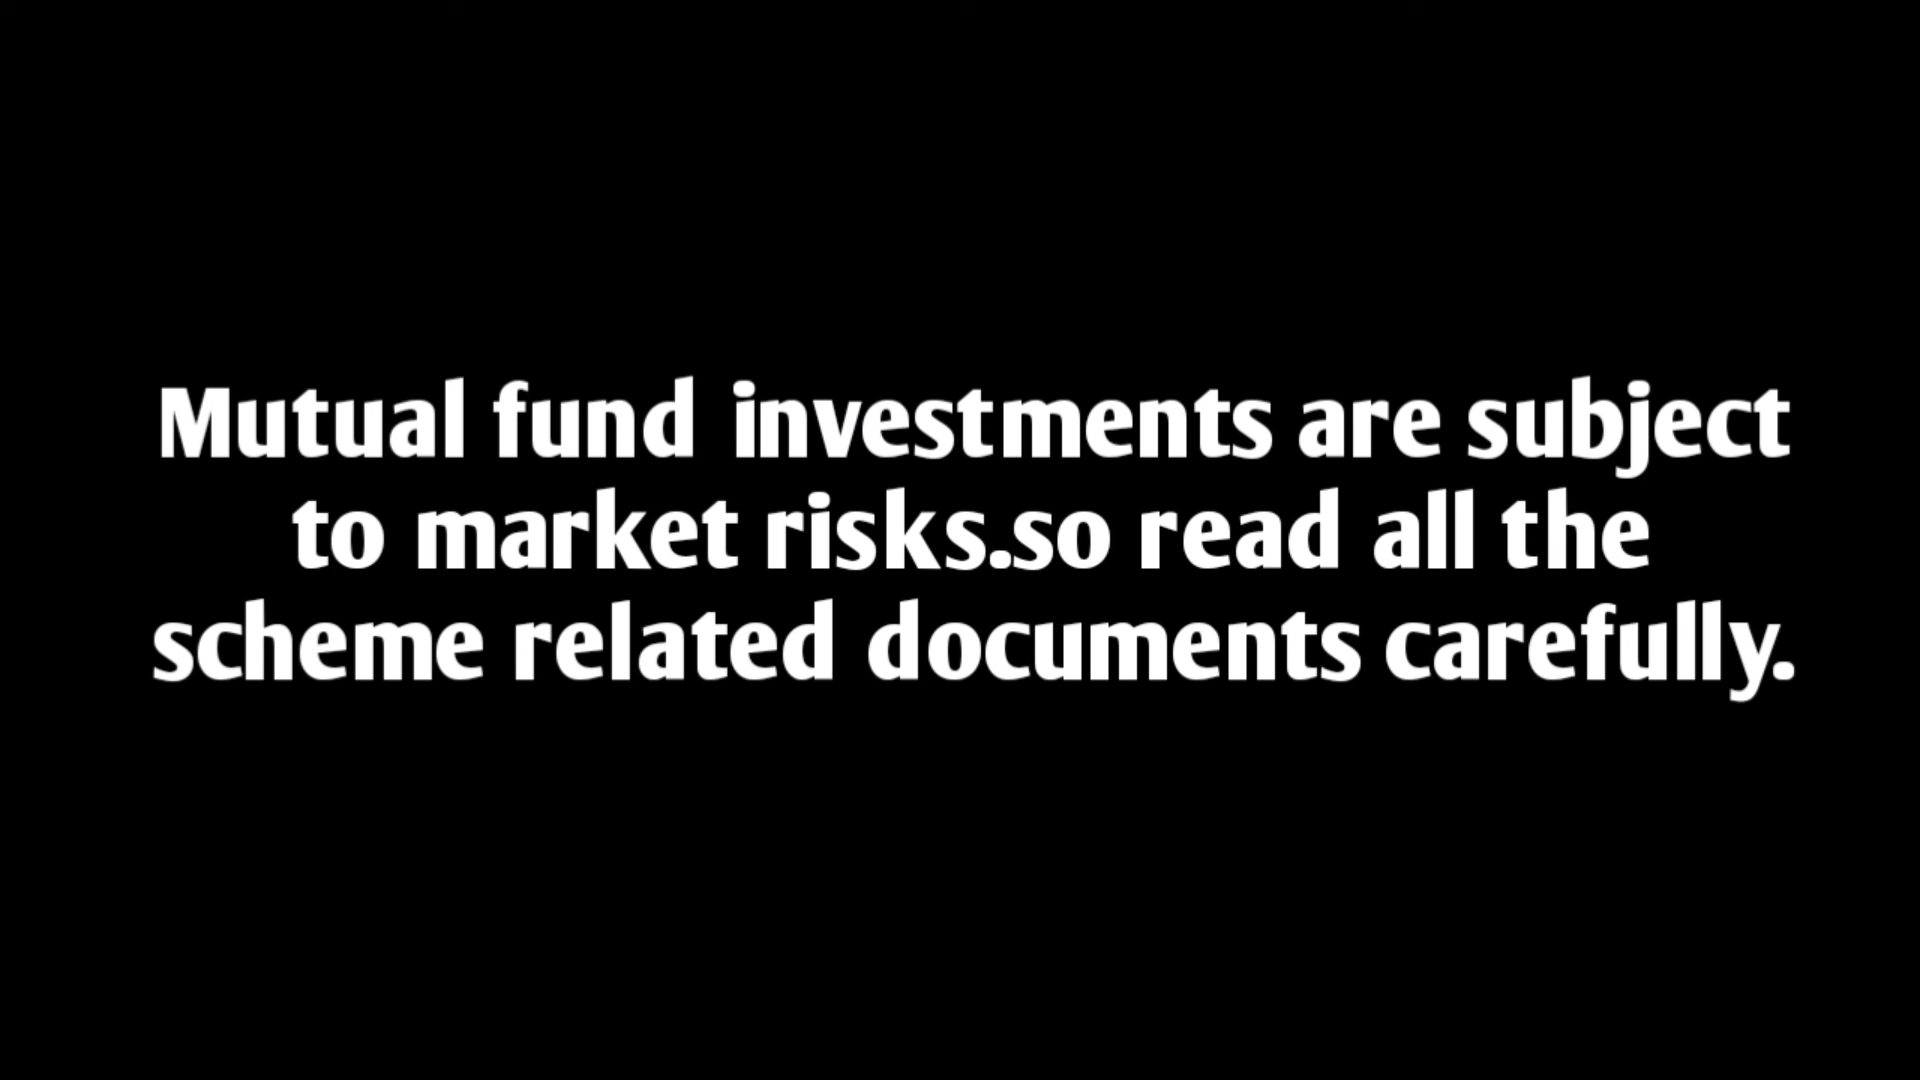 Mutual fund investments are subject
to market risks.so read all the
scheme related documents carefully.